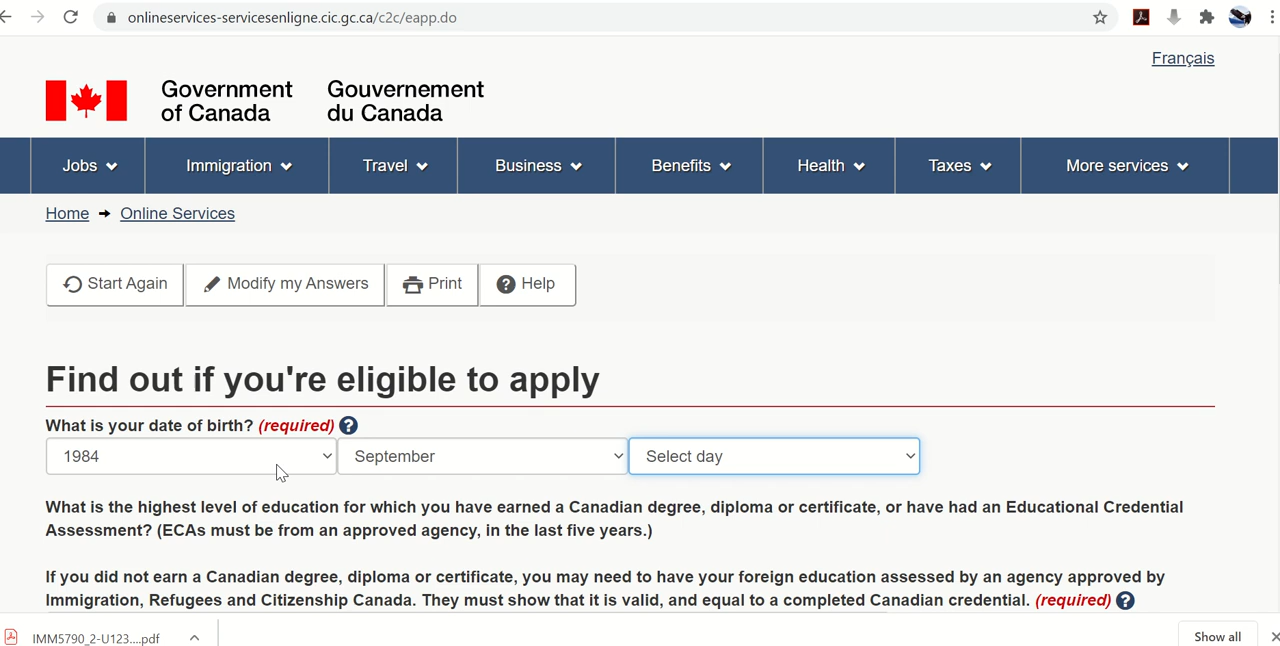 onlineservices-servicesenligne.cic.gc.ca/c2c/eapp.do
Français
Government of Canada
Gouvernement du Canada
Jobs Immigration Travel Business Benefits Health Taxes More services
Home Online Services
Start Again Modify my Answers Print Help
Find out if you're eligible to apply
What is your date of birth? (required)
1984 September Select day
What is the highest level of education for which you have earned a Canadian degree, diploma or certificate, or have had an Educational Credential
Assessment? (ECAs must be from an approved agency, in the last five years.)
If you did not earn a Canadian degree, diploma or certificate, you may need to have your foreign education assessed by an agency approved by
Immigration, Refugees and Citizenship Canada. They must show that it is valid, and equal to a completed Canadian credential. (required)
IMM5790_2-U123....pdf Show all